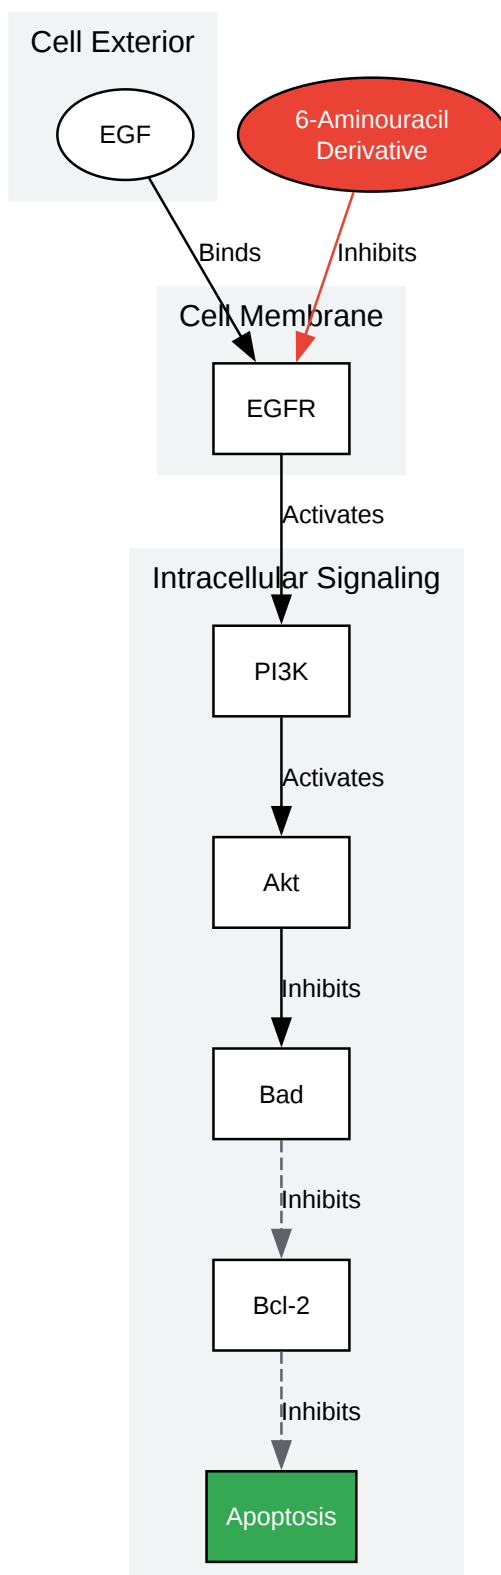 Cell Exterior
EGF
6-Aminouracil
Derivative
Binds
Inhibits
Cell Membrane
EGFR
Activates
Intracellular Signaling
PI3K
Activates
Akt
Inhibits
Bad
Inhibits
Bcl-2
Inhibits
Apoptosis